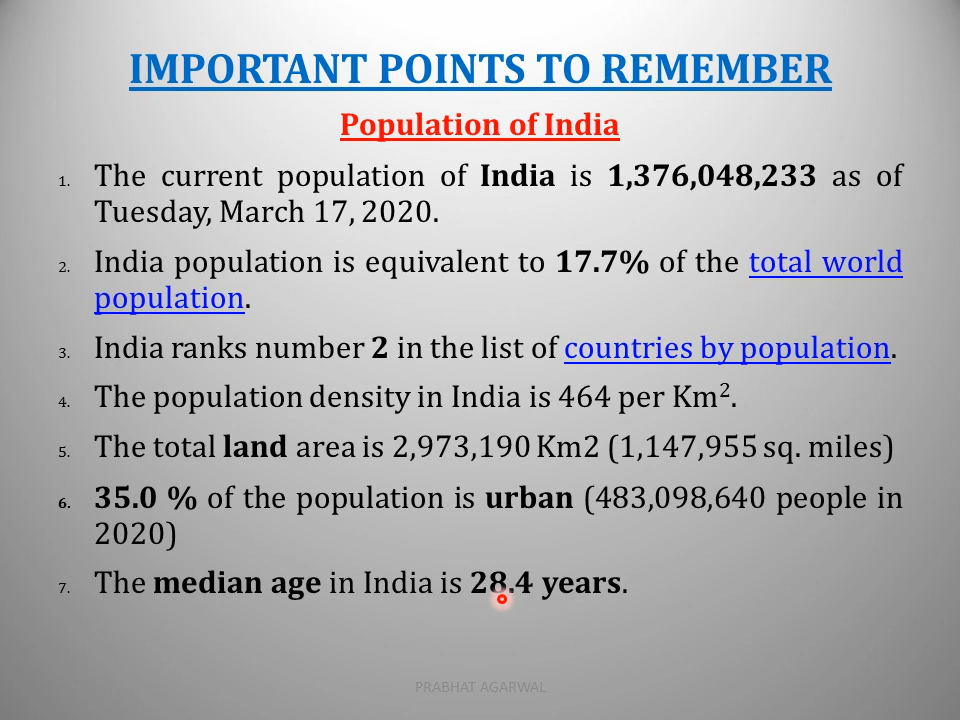 IMPORTANT POINTS TO REMEMBER
Population of India
1. The current population of India is 1,376,048,233 as of
Tuesday, March 17, 2020.
2. India population is equivalent to 17.7% of the total world
population.
3. India ranks number 2 in the list of countries by population.
4. The population density in India is 464 per Km².
5. The total land area is 2,973,190 Km2 (1,147,955 sq. miles)
6. 35.0 % of the population is urban (483,098,640 people in
2020)
7. The median age in India is 28.4 years.
PRABHAT AGARWAL